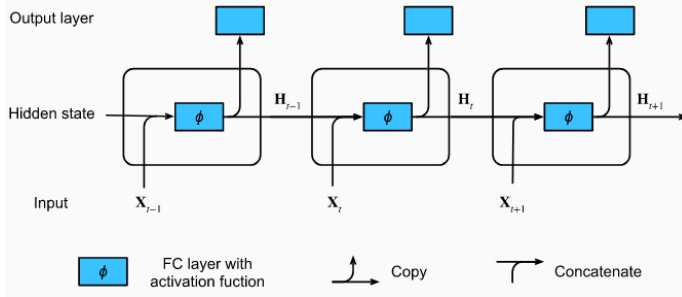 Output layer
Hidden state
ϕ
H_{t-1}
ϕ
H_t
ϕ
H_{t+1}
Input
X_{t-1}
X_t
X_{t+1}
ϕ
FC layer with
activation fuction
Copy
Concatenate